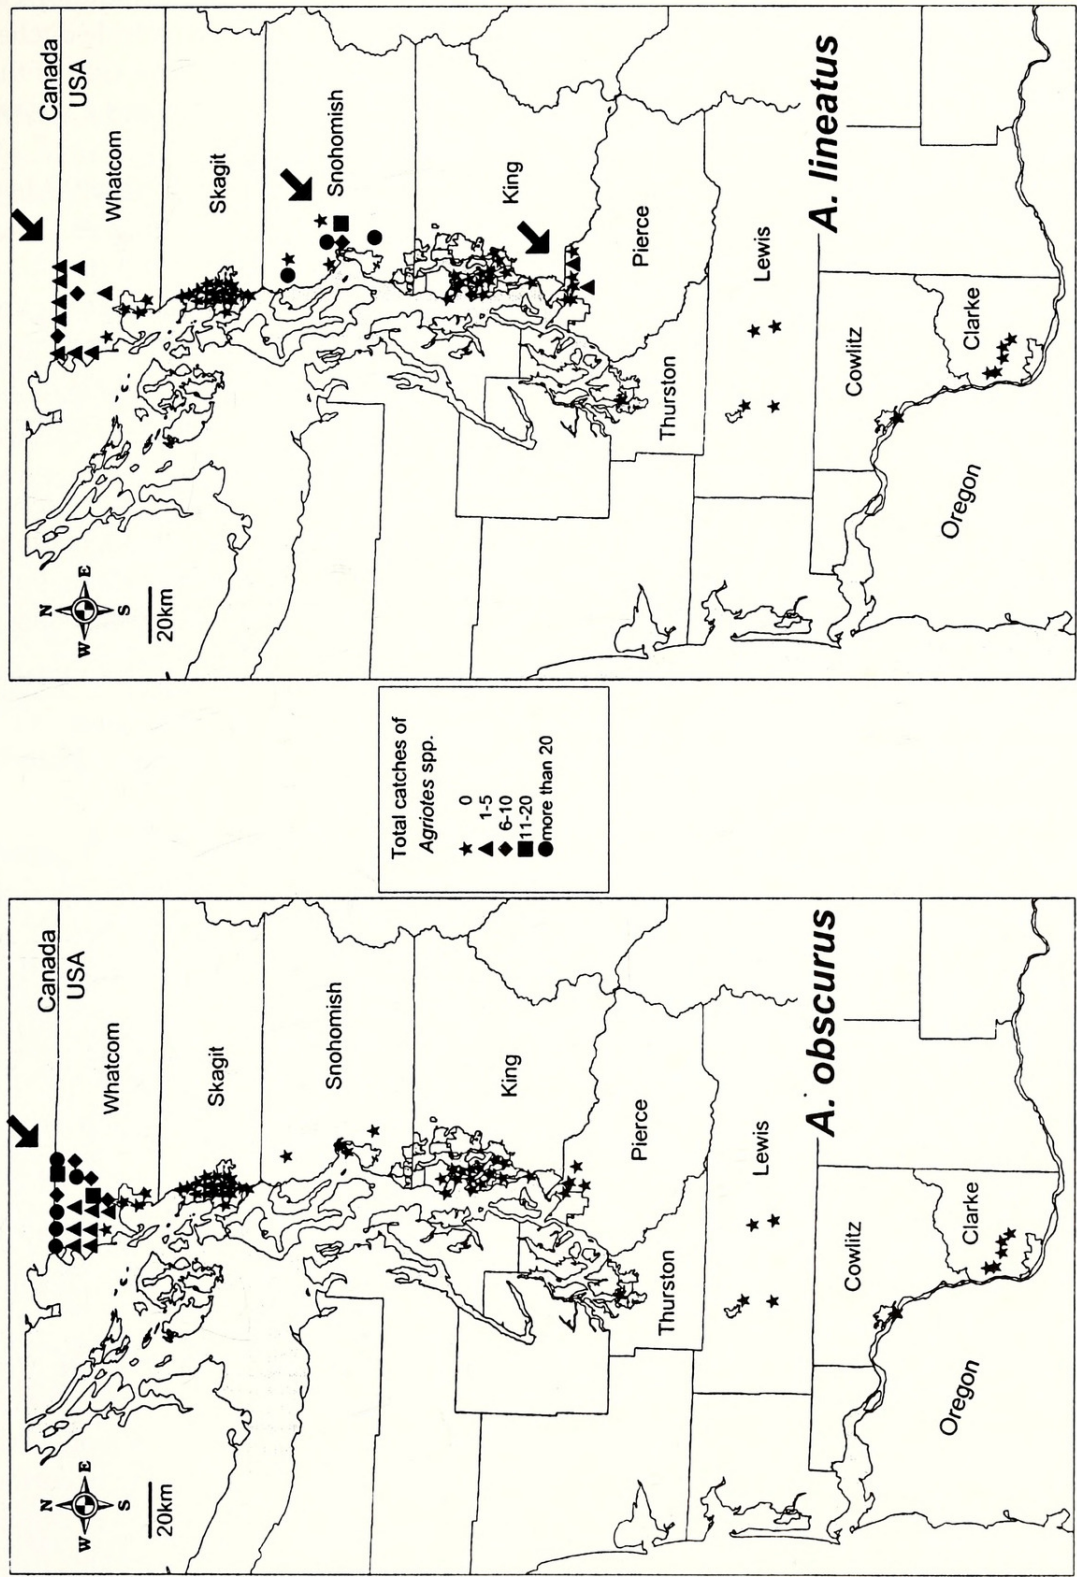 Canada
USA
Whatcom
Skagit
Snohomish
King
Pierce
Thurston
Lewis
Cowlitz
Clarke
Oregon
N
W E
S
20km
A. obscurus
Total catches of
Agriotes spp.
0
1-5
6-10
11-20
more than 20
Canada
USA
Whatcom
Skagit
Snohomish
King
Pierce
Thurston
Lewis
Cowlitz
Clarke
Oregon
N
W E
S
20km
A. lineatus